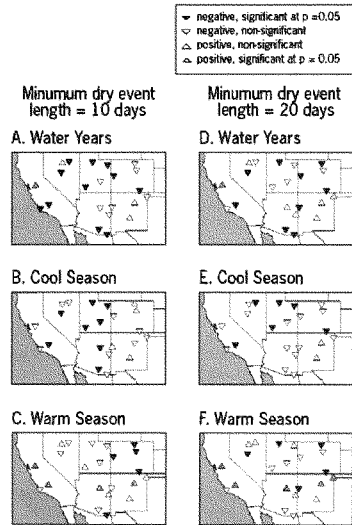 negative, significant at p =0.05
negative, non-significant
positive, non-significant
positive, significant at p = 0.05
Minumum dry event
length = 10 days
Minumum dry event
length = 20 days
A. Water Years
D. Water Years
B. Cool Season
E. Cool Season
C. Warm Season
F. Warm Season